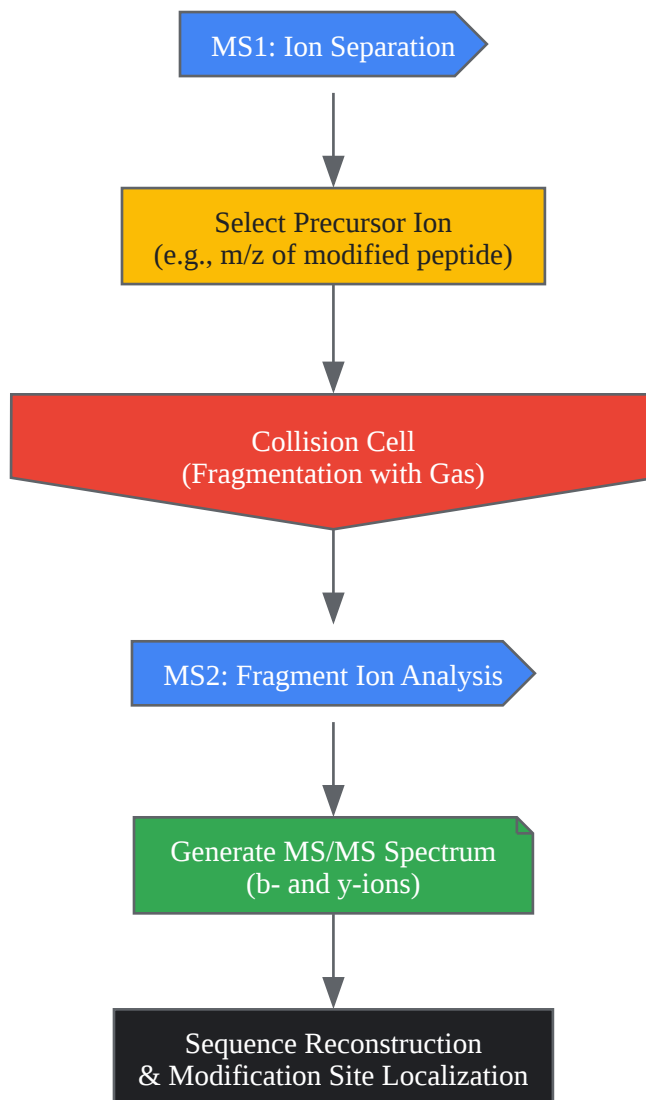 MS1: Ion Separation
Select Precursor Ion
(e.g., m/z of modified peptide)
Collision Cell
(Fragmentation with Gas)
MS2: Fragment Ion Analysis
Generate MS/MS Spectrum
(b- and y-ions)
Sequence Reconstruction
& Modification Site Localization